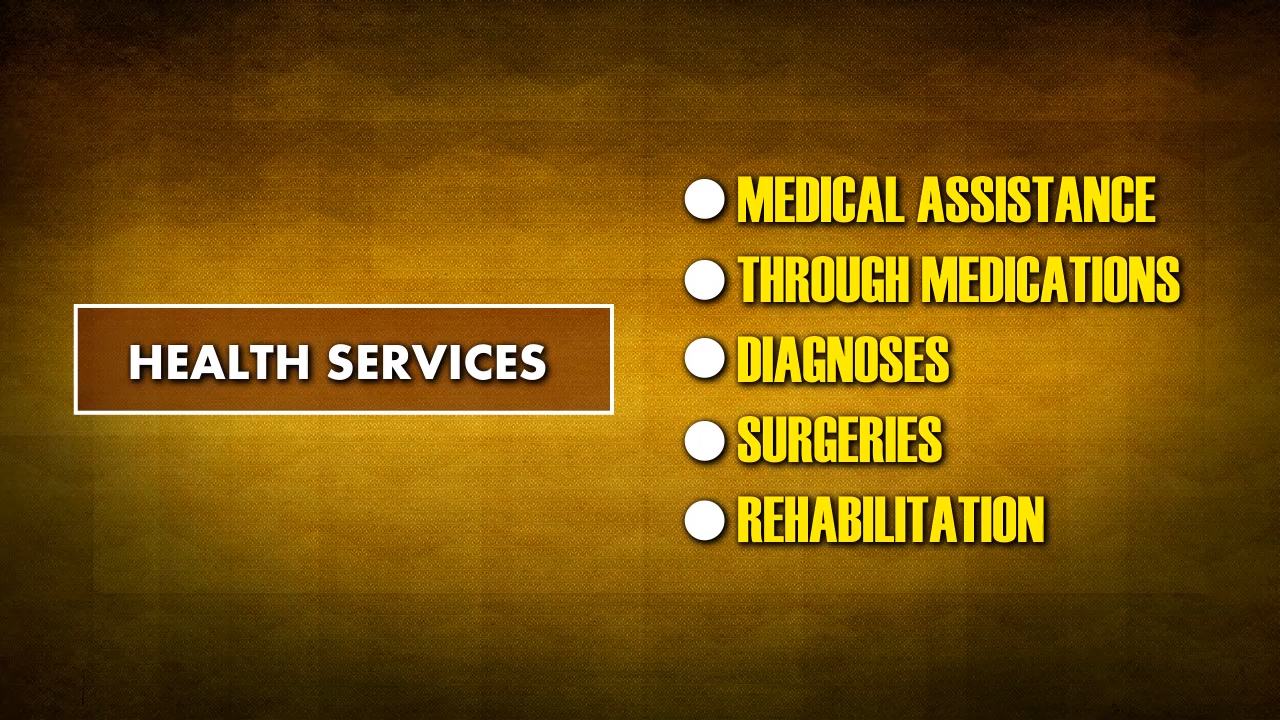 HEALTH SERVICES
MEDICAL ASSISTANCE
THROUGH MEDICATIONS
DIAGNOSES
SURGERIES
REHABILITATION